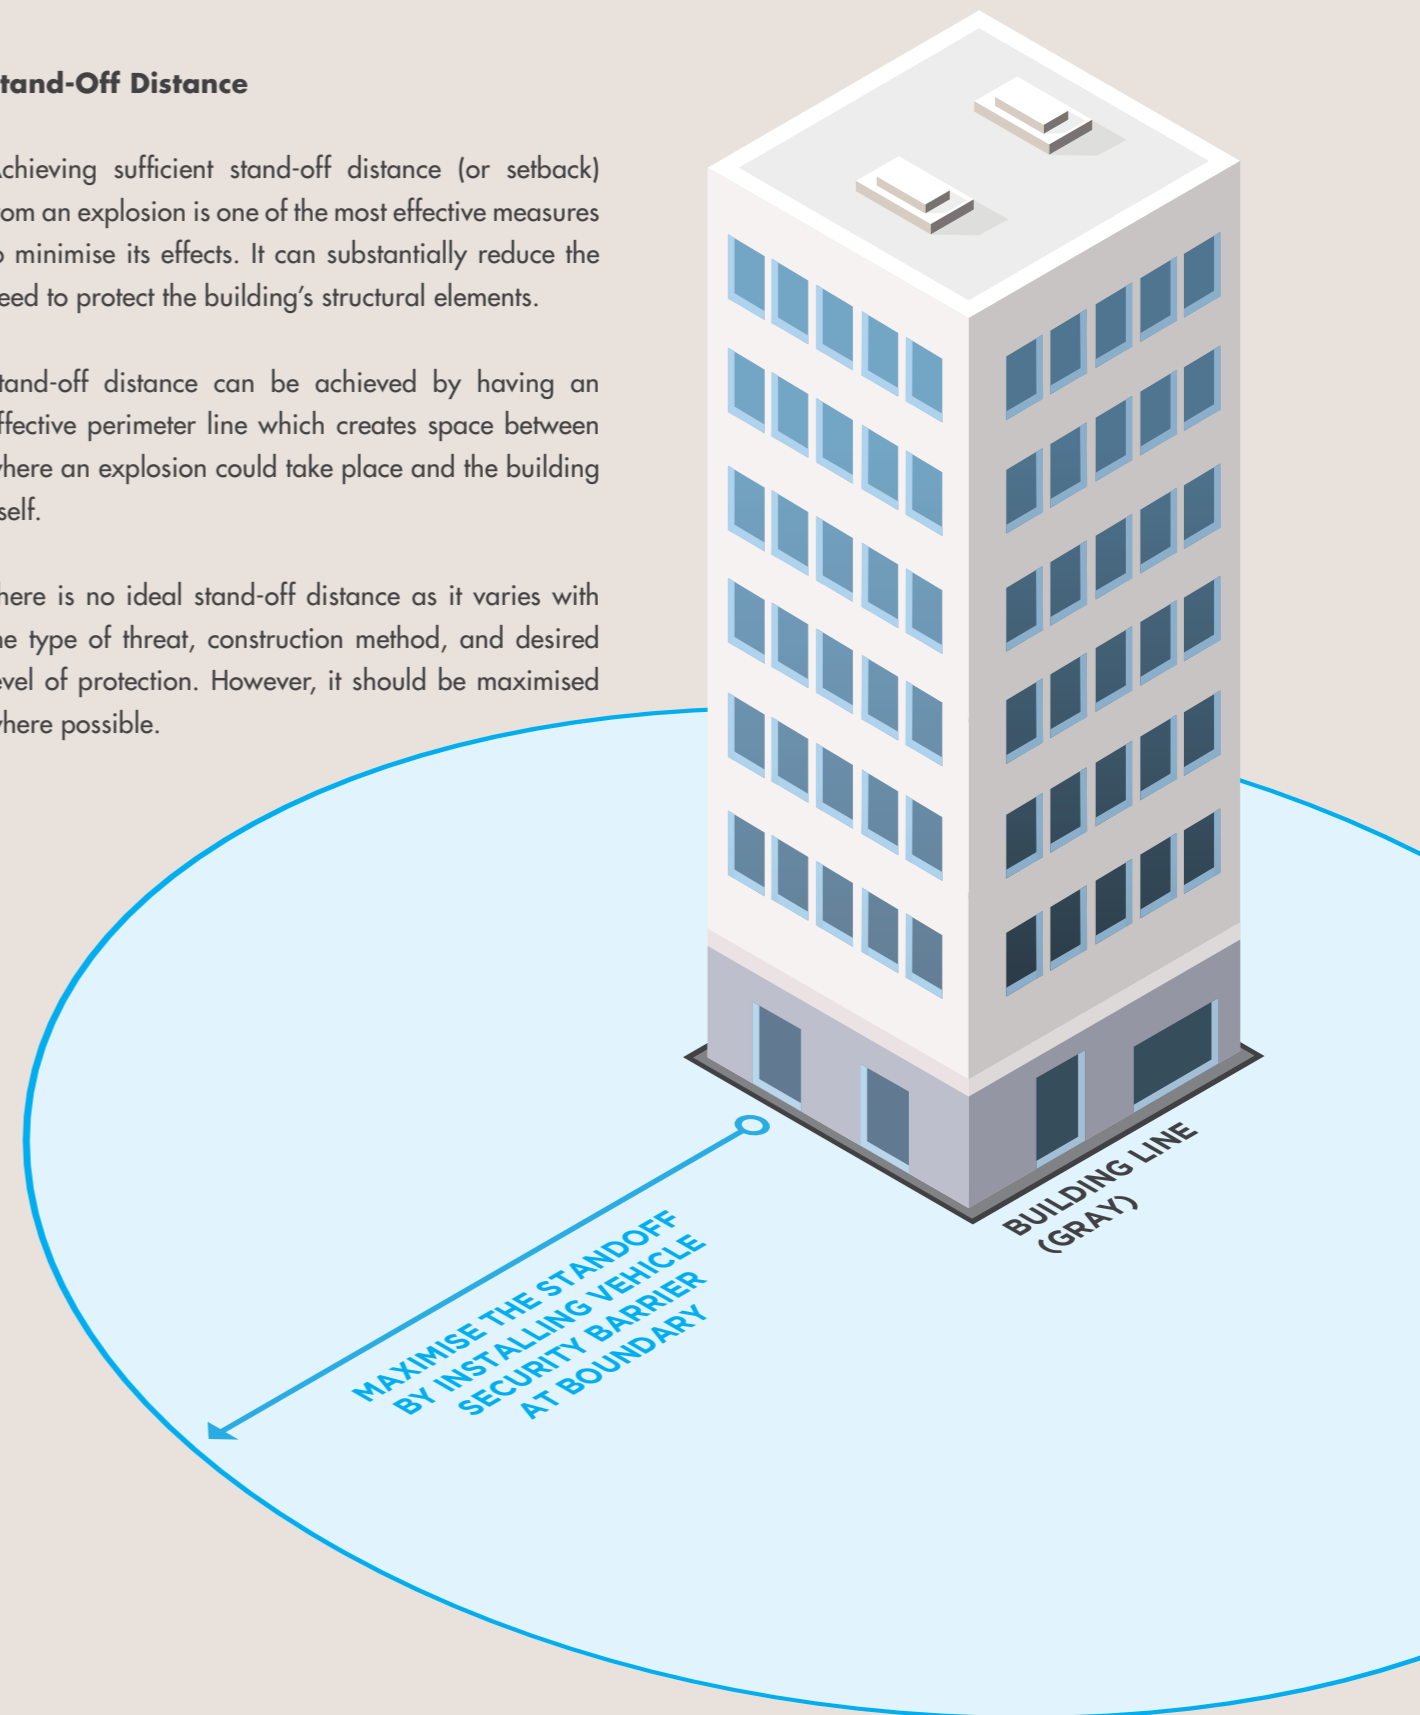 tand-Off Distance
chieving sufficient stand-off distance (or setback)
rom an explosion is one of the most effective measures
o minimise its effects. It can substantially reduce the
eed to protect the building's structural elements.
tand-off distance can be achieved by having an
ffective perimeter line which creates space between
where an explosion could take place and the building
self.
here is no ideal stand-off distance as it varies with
he type of threat, construction method, and desired
evel of protection. However, it should be maximised
where possible.
BUILDING LINE
(GRAY)
MAXIMISE THE STANDOFF
BY INSTALLING VEHICLE
SECURITY BARRIER
AT BOUNDARY